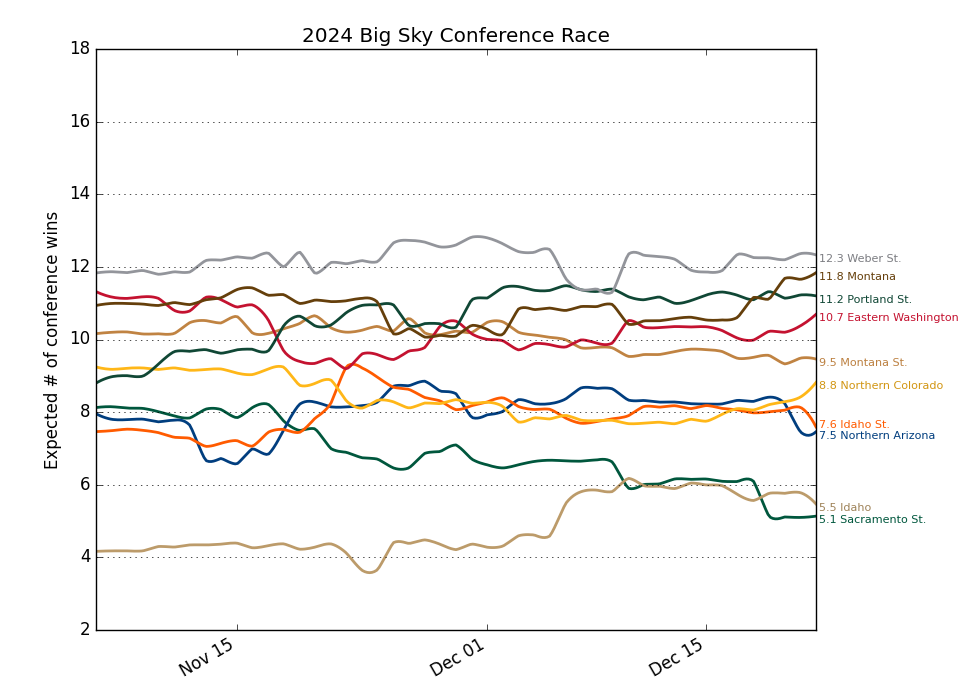 2024 Big Sky Conference Race
Expected # of conference wins
18
16
14
12
10
8
6
4
2
Nov 15
Dec 01
Dec 15
12.3 Weber St.
11.8 Montana
11.2 Portland St.
10.7 Eastern Washington
9.5 Montana St.
8.8 Northern Colorado
7.6 Idaho St.
7.5 Northern Arizona
5.5 Idaho
5.1 Sacramento St.